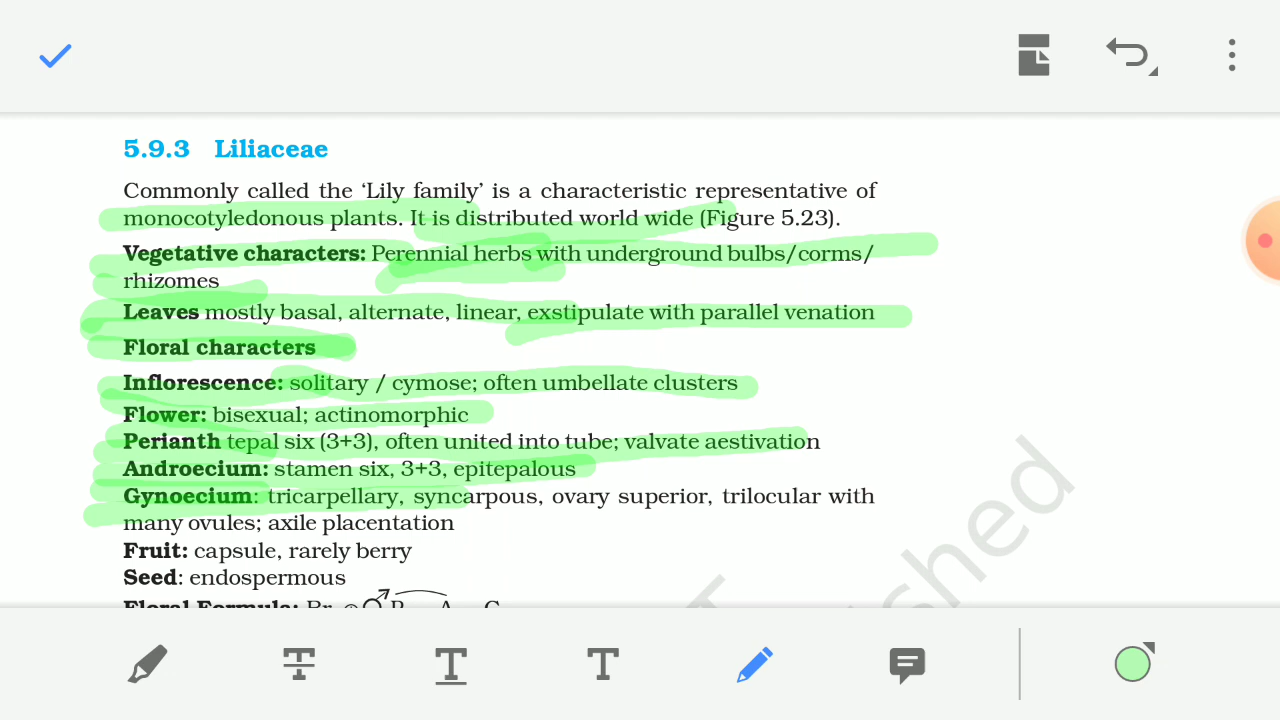 5.9.3 Liliaceae
Commonly called the ‘Lily family’ is a characteristic representative of
monocotyledonous plants. It is distributed world wide (Figure 5.23).
Vegetative characters: Perennial herbs with underground bulbs/corms/
rhizomes
Leaves mostly basal, alternate, linear, exstipulate with parallel venation
Floral characters
Inflorescence: solitary / cymose; often umbellate clusters
Flower: bisexual; actinomorphic
Perianth tepal six (3+3), often united into tube; valvate aestivation
Androecium: stamen six, 3+3, epitepalous
Gynoecium: tricarpellary, syncarpous, ovary superior, trilocular with
many ovules; axile placentation
Fruit: capsule, rarely berry
Seed: endospermous
Floral Formula: Br
T T T